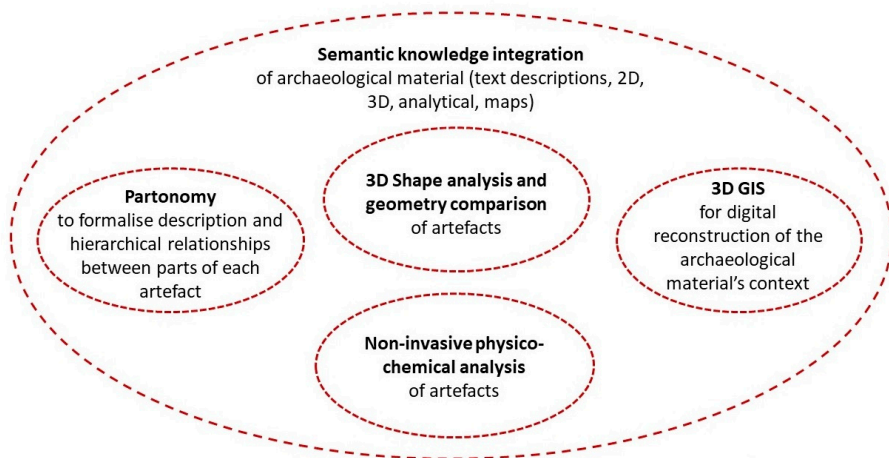 Semantic knowledge integration
of archaeological material (text descriptions, 2D,
3D, analytical, maps)
Partonomy
to formalise description and
hierarchical relationships
between parts of each
artefact
3D Shape analysis and
geometry comparison
of artefacts
3D GIS
for digital
reconstruction of the
archaeological
material's context
Non-invasive physico-
chemical analysis
of artefacts